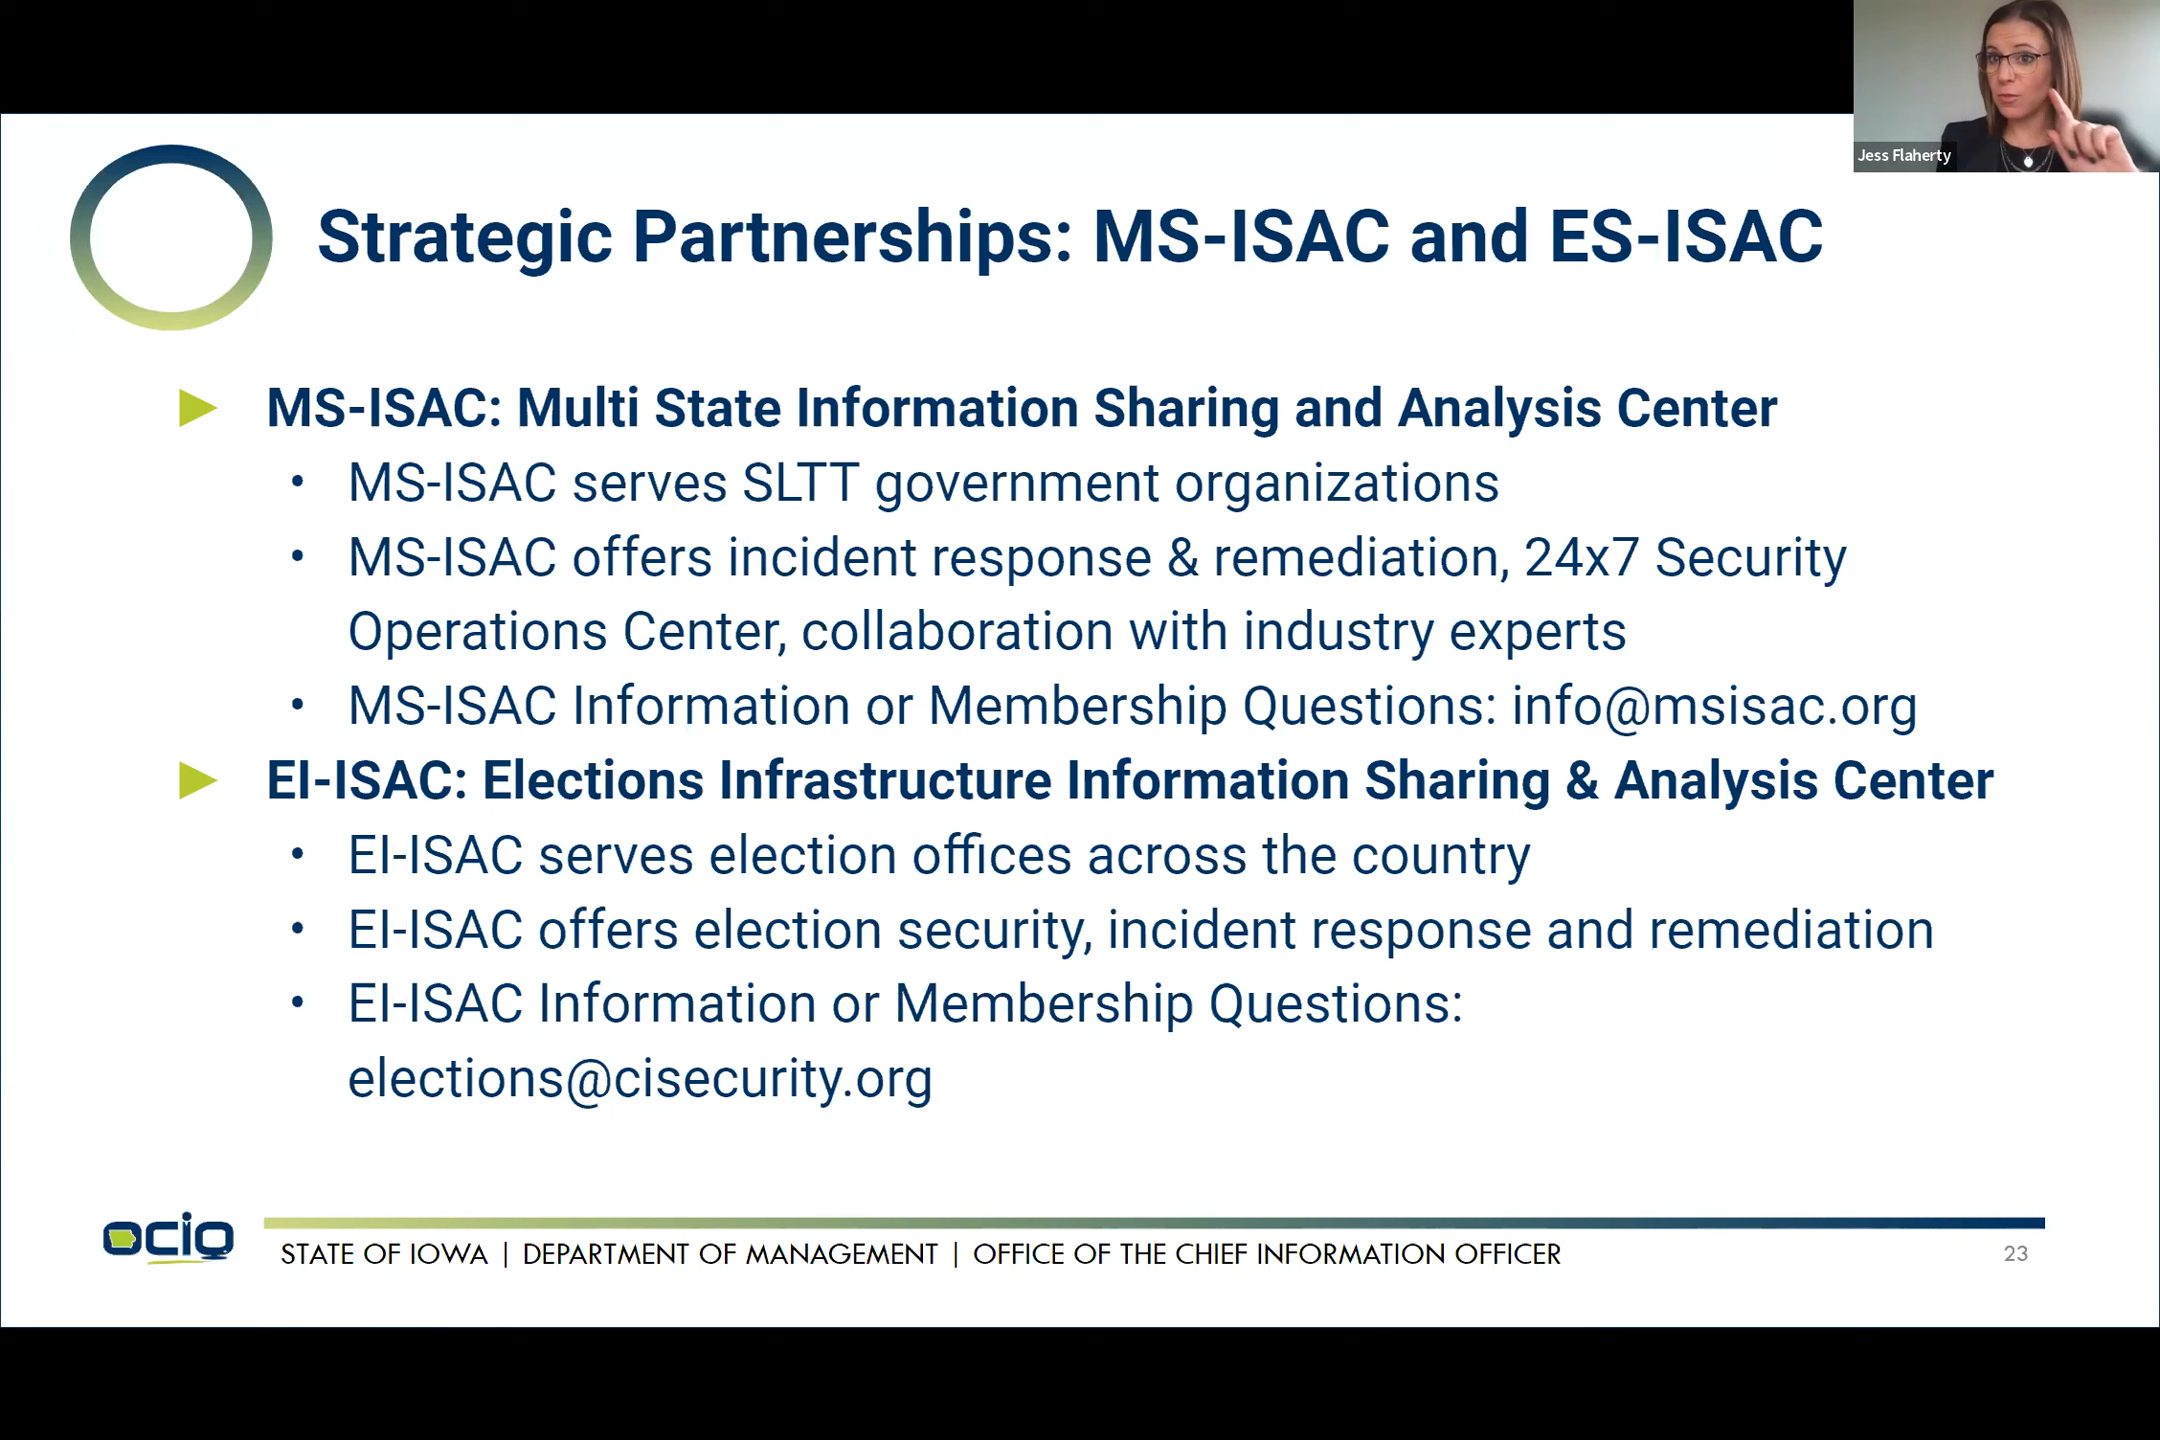 Jess Flaherty
Strategic Partnerships: MS-ISAC and ES-ISAC
MS-ISAC: Multi State Information Sharing and Analysis Center
• MS-ISAC serves SLTT government organizations
• MS-ISAC offers incident response & remediation, 24x7 Security
Operations Center, collaboration with industry experts
• MS-ISAC Information or Membership Questions: info@msisac.org
EI-ISAC: Elections Infrastructure Information Sharing & Analysis Center
• EI-ISAC serves election offices across the country
• EI-ISAC offers election security, incident response and remediation
• EI-ISAC Information or Membership Questions:
elections@cisecurity.org
ocio
STATE OF IOWA | DEPARTMENT OF MANAGEMENT | OFFICE OF THE CHIEF INFORMATION OFFICER
23